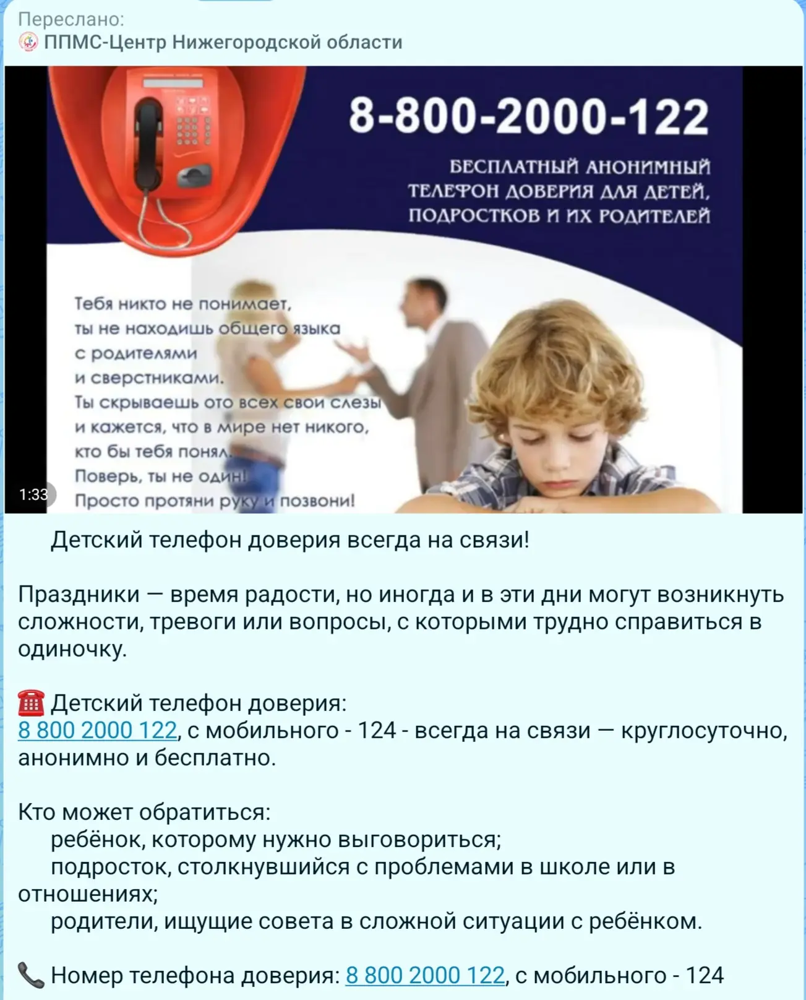 Переслано:
ППМС-Центр Нижегородской области
8-800-2000-122
БЕСПЛАТНЫЙ АНОНИМНЫЙ
ТЕЛЕФОН ДОВЕРИЯ ДЛЯ ДЕТЕЙ,
ПОДРОСТКОВ И ИХ РОДИТЕЛЕЙ
Тебя никто не понимает,
ты не находишь общего языка
с родителями
и сверстниками.
Ты скрываешь ото всех свои слезы
и кажется, что в мире нет никого,
кто бы тебя понял.
Поверь, ты не один!
Просто протяни руку и позвони!
1:33
Детский телефон доверия всегда на связи!
Праздники — время радости, но иногда и в эти дни могут возникнуть
сложности, тревоги или вопросы, с которыми трудно справиться в
одиночку.
Детский телефон доверия:
8 800 2000 122, с мобильного - 124 - всегда на связи — круглосуточно,
анонимно и бесплатно.
Кто может обратиться:
ребёнок, которому нужно выговориться;
подросток, столкнувшийся с проблемами в школе или в
отношениях;
родители, ищущие совета в сложной ситуации с ребёнком.
Номер телефона доверия: 8 800 2000 122, с мобильного - 124